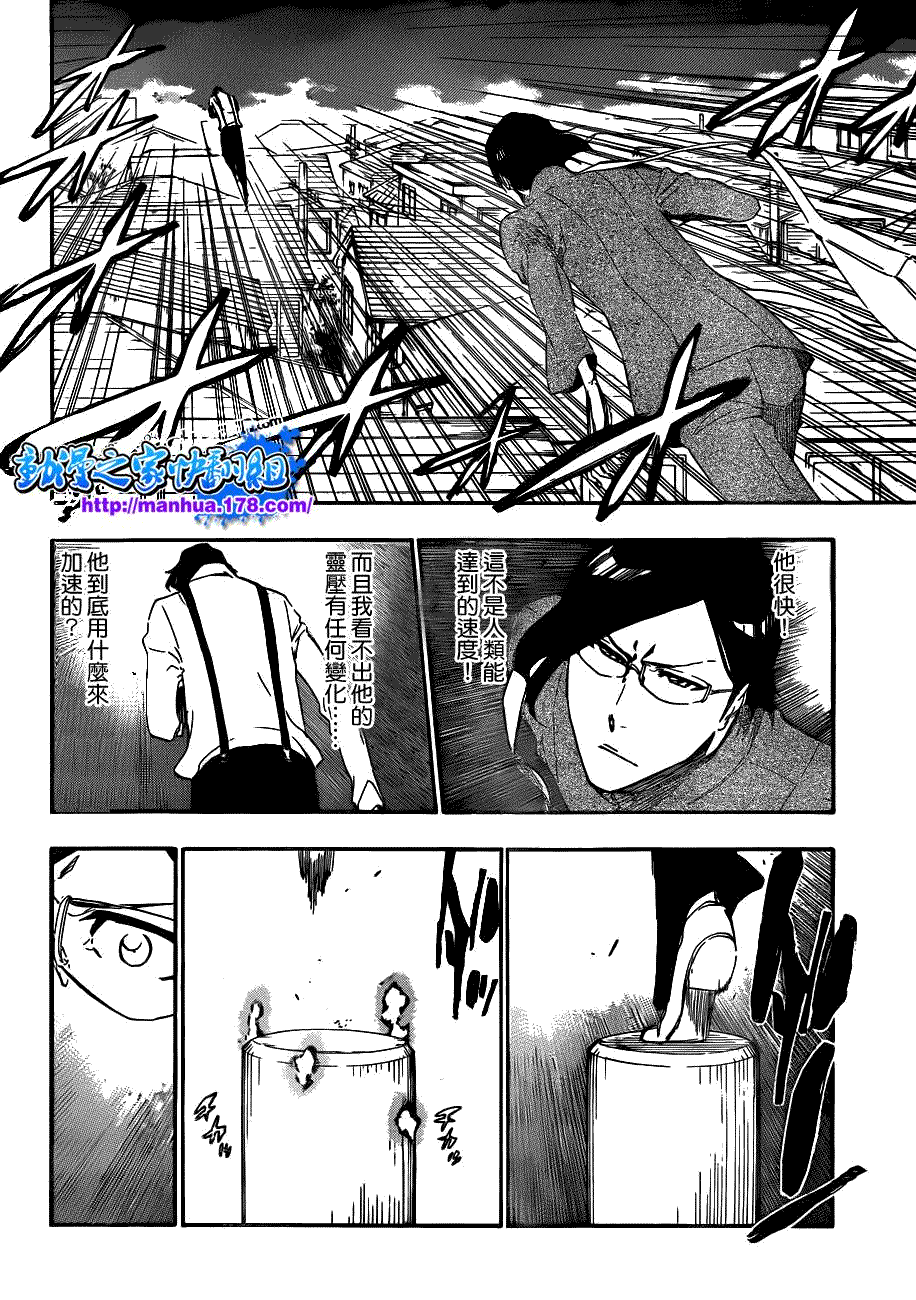 動漫之家快翻組
http://manhua.178.com/
他很快！
這不是人類能
達到的速度！
而且我看不出他的
靈壓有任何變化……
他到底用什麼來
加速的？